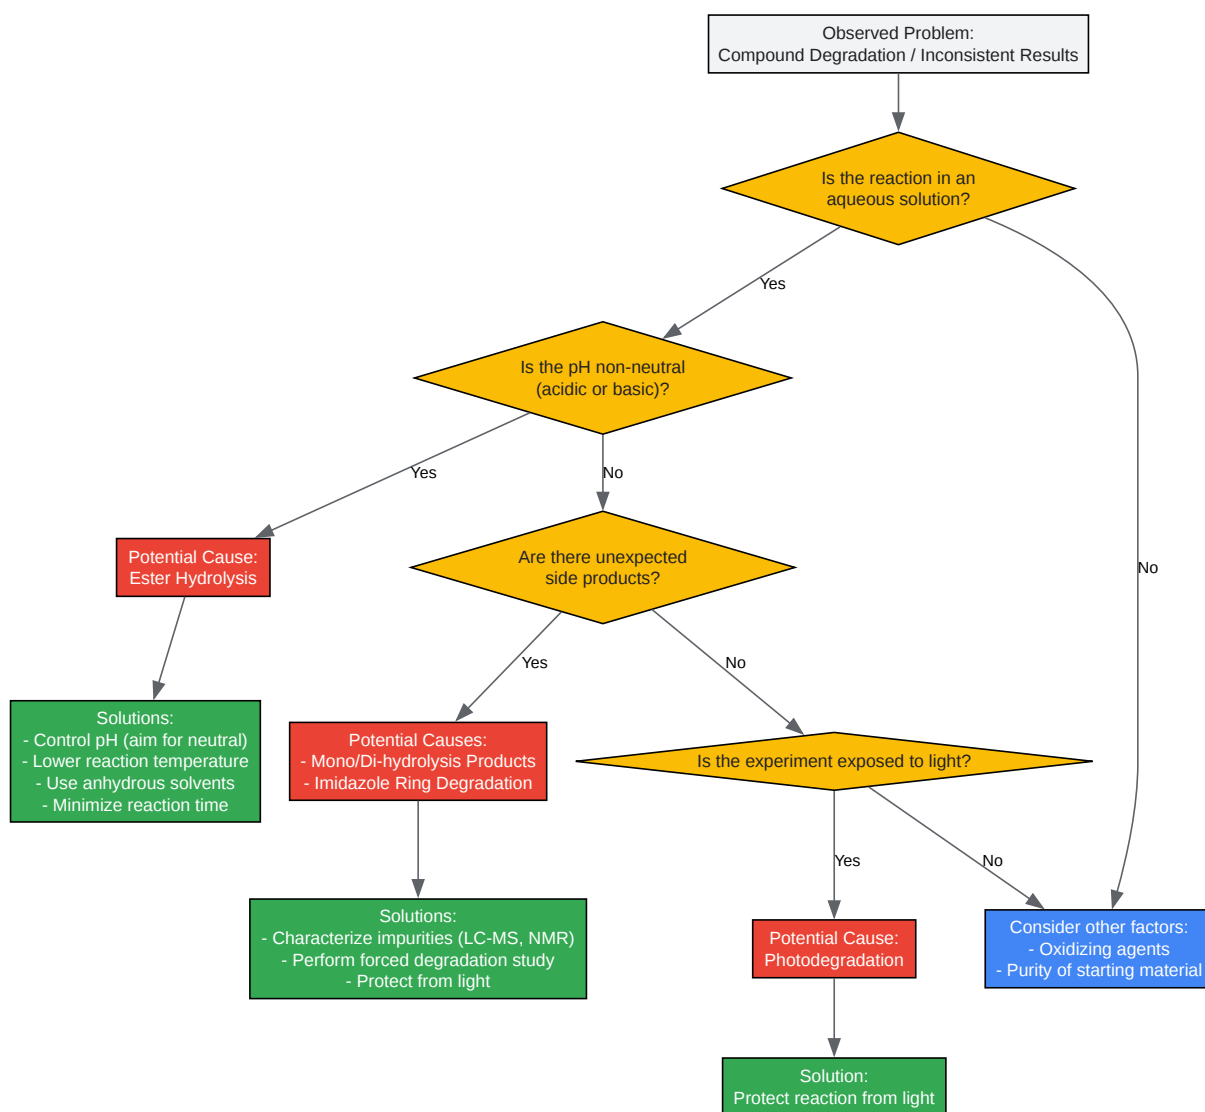 Observed Problem:
Compound Degradation / Inconsistent Results
Is the reaction in an
aqueous solution?
Yes
Is the pH non-neutral
(acidic or basic)?
Yes
No
Potential Cause:
Ester Hydrolysis
Are there unexpected
side products?
No
Yes
No
Solutions:
- Control pH (aim for neutral)
- Lower reaction temperature
- Use anhydrous solvents
- Minimize reaction time
Potential Causes:
- Mono/Di-hydrolysis Products
- Imidazole Ring Degradation
Is the experiment exposed to light?
Yes
No
Solutions:
- Characterize impurities (LC-MS, NMR)
- Perform forced degradation study
- Protect from light
Potential Cause:
Photodegradation
Consider other factors:
- Oxidizing agents
- Purity of starting material
Solution:
Protect reaction from light